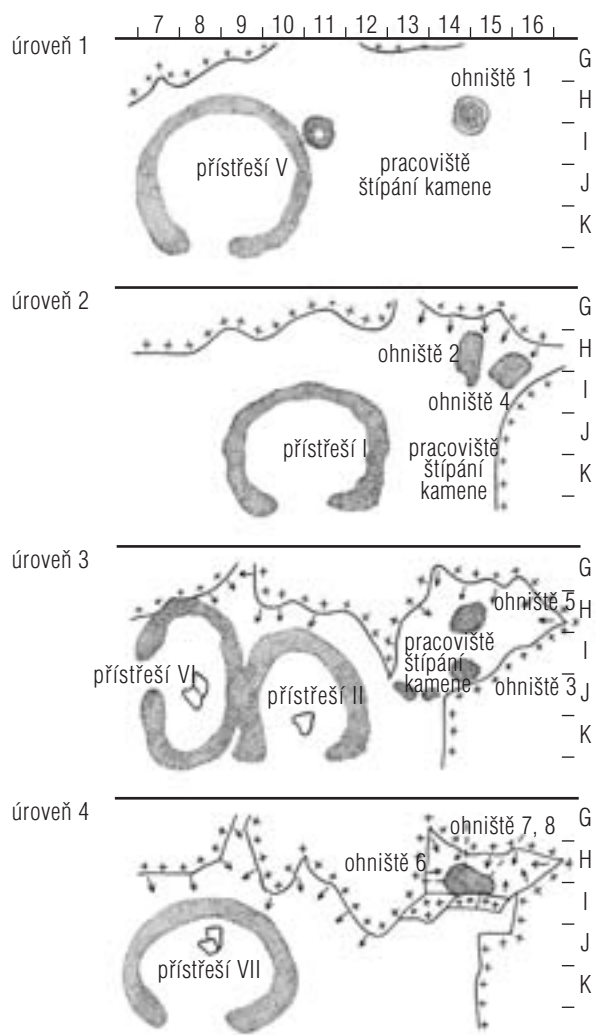 7 8 9 10 11 12 13 14 15 16
úroveň 1
G
ohniště 1
H
I
přístřeší V
pracoviště
štípání kamene
J
K
úroveň 2
G
ohniště 2
H
ohniště 4
I
J
přístřeší I
pracoviště
štípání
kamene
K
úroveň 3
G
ohniště 5
H
pracoviště
štípání
kamene
I
přístřeší VI
přístřeší II
ohniště 3
J
K
úroveň 4
G
ohniště 7, 8
ohniště 6
H
I
J
přístřeší VII
K